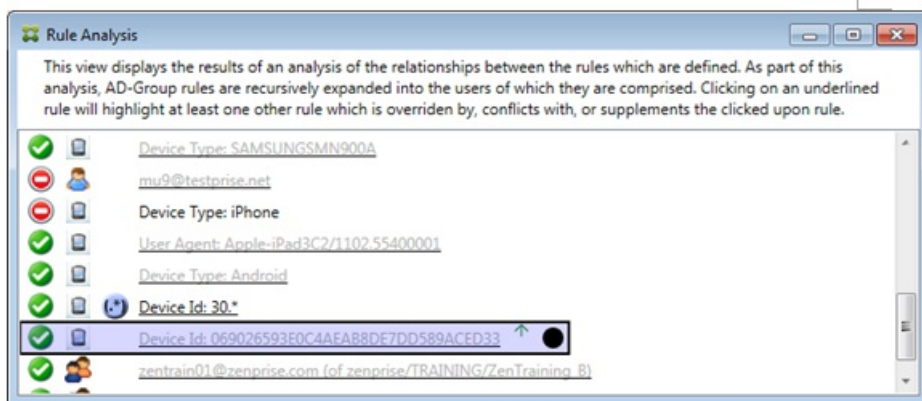 Rule Analysis
This view displays the results of an analysis of the relationships between the rules which are defined. As part of this
analysis, AD-Group rules are recursively expanded into the users of which they are comprised. Clicking on an underlined
rule will highlight at least one other rule which is overriden by, conflicts with, or supplements the clicked upon rule.
Device Type: SAMSUNGSMN900A
mu9@testprise.net
Device Type: iPhone
User Agent: Apple-iPad3C2/1102.55400001
Device Type: Android
(.*) Device Id: 30.*
Device Id: 069026593E0C4AEAB8DE7DD589ACED33
zentrain01@zenprise.com (of zenprise/TRAINING/ZenTraining_B)